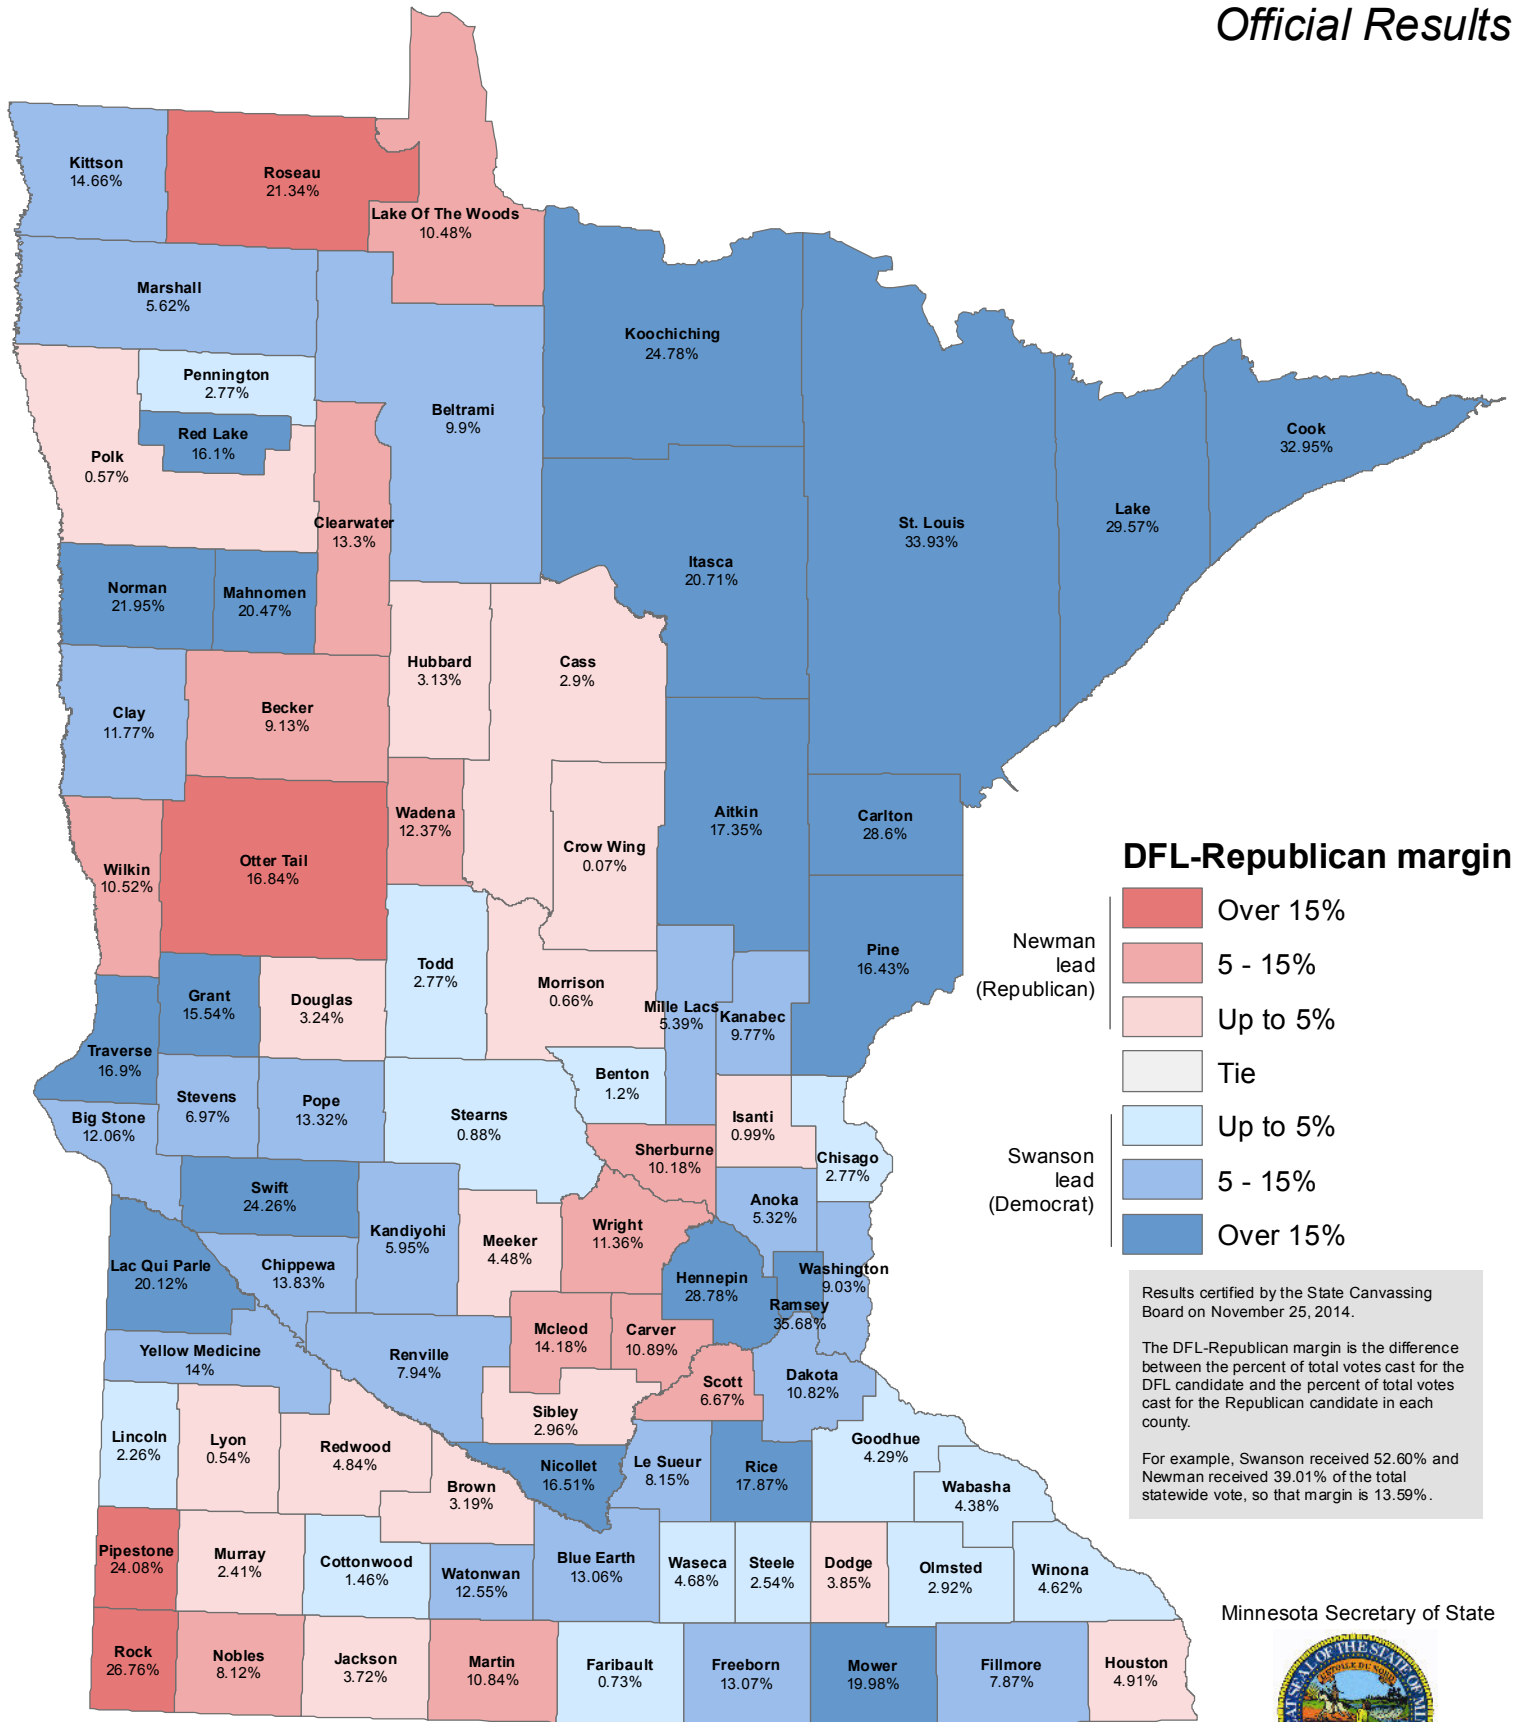 Official Results
Kittson
14.66%
Roseau
21.34%
Lake Of The Woods
10.48%
Marshall
5.62%
Koochiching
24.78%
Pennington
2.77%
Beltrami
9.9%
Red Lake
16.1%
Polk
0.57%
Cook
32.95%
Clearwater
13.3%
St. Louis
33.93%
Lake
29.57%
Itasca
20.71%
Norman
21.95%
Mahnomen
20.47%
Hubbard
3.13%
Cass
2.9%
Clay
11.77%
Becker
9.13%
Wadena
12.37%
Aitkin
17.35%
Carlton
28.6%
Crow Wing
0.07%
Otter Tail
16.84%
Wilkin
10.52%
Todd
2.77%
Pine
16.43%
Morrison
0.66%
Grant
15.54%
Douglas
3.24%
Mille Lacs
5.39%
Kanabec
9.77%
Traverse
16.9%
Benton
1.2%
Stevens
6.97%
Pope
13.32%
Big Stone
12.06%
Stearns
0.88%
Isanti
0.99%
Sherburne
10.18%
Chisago
2.77%
Swift
24.26%
Anoka
5.32%
Kandiyohi
5.95%
Meeker
4.48%
Wright
11.36%
Lac Qui Parle
20.12%
Chippewa
13.83%
Hennepin
28.78%
Washington
9.03%
Ramsey
35.68%
Mcleod
14.18%
Carver
10.89%
Yellow Medicine
14%
Renville
7.94%
Scott
6.67%
Dakota
10.82%
Sibley
2.96%
Lincoln
2.26%
Lyon
0.54%
Redwood
4.84%
Goodhue
4.29%
Nicollet
16.51%
Le Sueur
8.15%
Rice
17.87%
Brown
3.19%
Wabasha
4.38%
Pipestone
24.08%
Murray
2.41%
Cottonwood
1.46%
Watonwan
12.55%
Blue Earth
13.06%
Waseca
4.68%
Steele
2.54%
Dodge
3.85%
Olmsted
2.92%
Winona
4.62%
Rock
26.76%
Nobles
8.12%
Jackson
3.72%
Martin
10.84%
Faribault
0.73%
Freeborn
13.07%
Mower
19.98%
Fillmore
7.87%
Houston
4.91%
DFL-Republican margin
Newman
lead
(Republican)
Over 15%
5 - 15%
Up to 5%
Tie
Swanson
lead
(Democrat)
Up to 5%
5 - 15%
Over 15%
Results certified by the State Canvassing
Board on November 25, 2014.
The DFL-Republican margin is the difference
between the percent of total votes cast for the
DFL candidate and the percent of total votes
cast for the Republican candidate in each
county.
For example, Swanson received 52.60% and
Newman received 39.01% of the total
statewide vote, so that margin is 13.59%.
Minnesota Secretary of State
SEAL OF THE STATE OF
L'ETOILE DU NORD